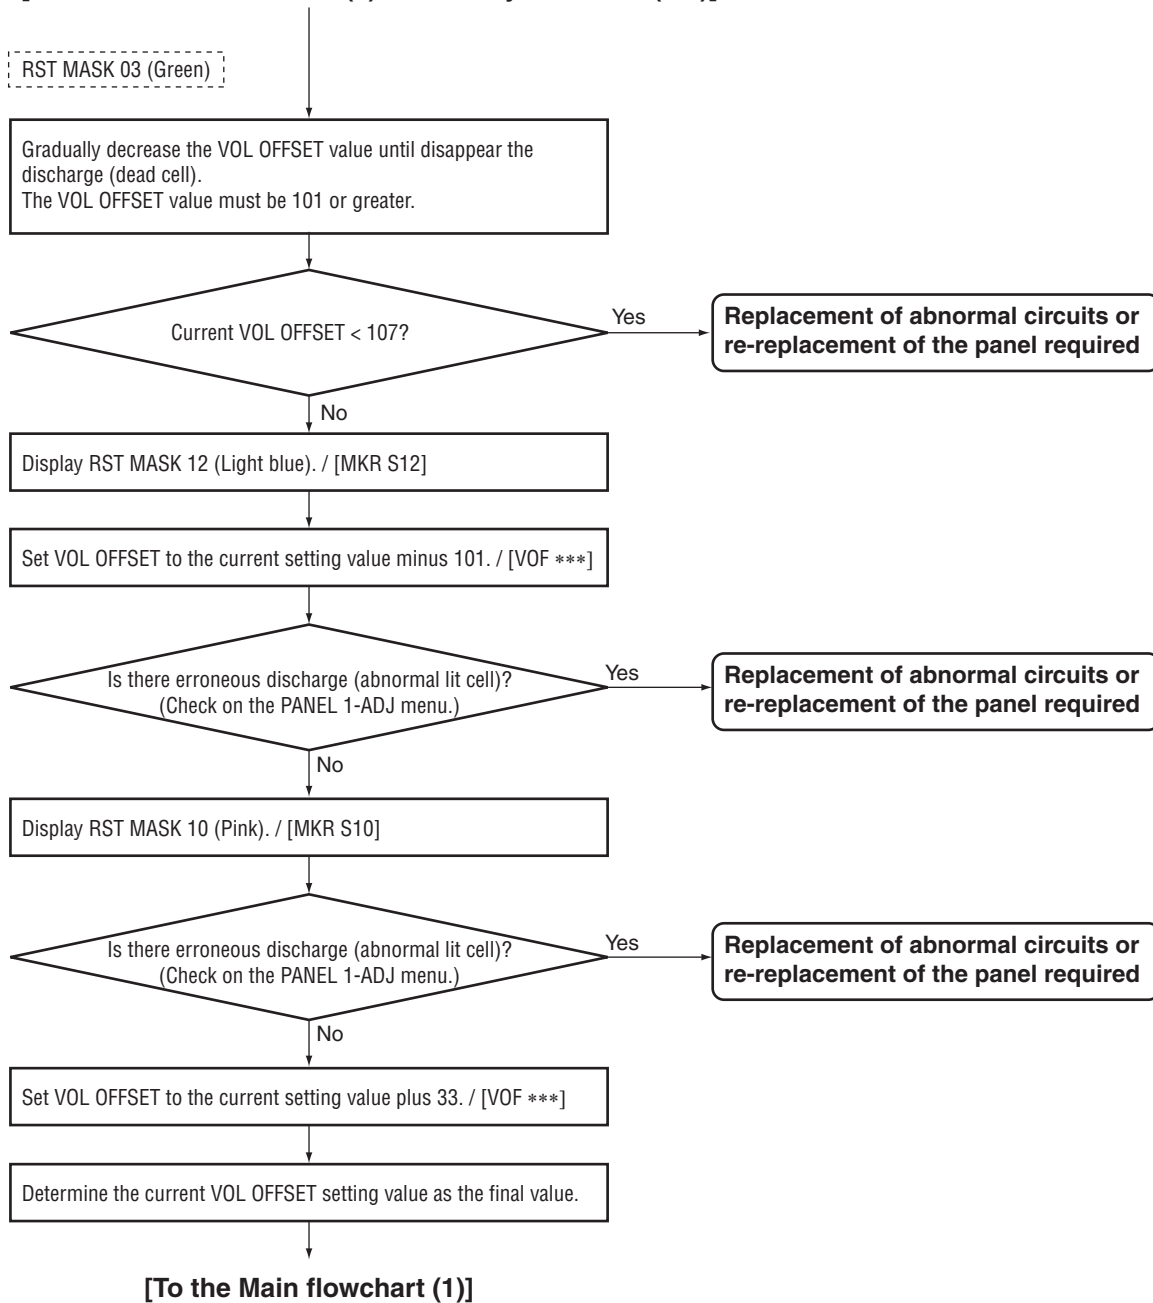 RST MASK 03 (Green)
Gradually decrease the VOL OFFSET value until disappear the
discharge (dead cell).
The VOL OFFSET value must be 101 or greater.
Current VOL OFFSET < 107?
Yes
Replacement of abnormal circuits or
re-replacement of the panel required
No
Display RST MASK 12 (Light blue). / [MKR S12]
Set VOL OFFSET to the current setting value minus 101. / [VOF ***]
Is there erroneous discharge (abnormal lit cell)?
(Check on the PANEL 1-ADJ menu.)
Yes
Replacement of abnormal circuits or
re-replacement of the panel required
No
Display RST MASK 10 (Pink). / [MKR S10]
Is there erroneous discharge (abnormal lit cell)?
(Check on the PANEL 1-ADJ menu.)
Yes
Replacement of abnormal circuits or
re-replacement of the panel required
No
Set VOL OFFSET to the current setting value plus 33. / [VOF ***]
Determine the current VOL OFFSET setting value as the final value.
[To the Main flowchart (1)]